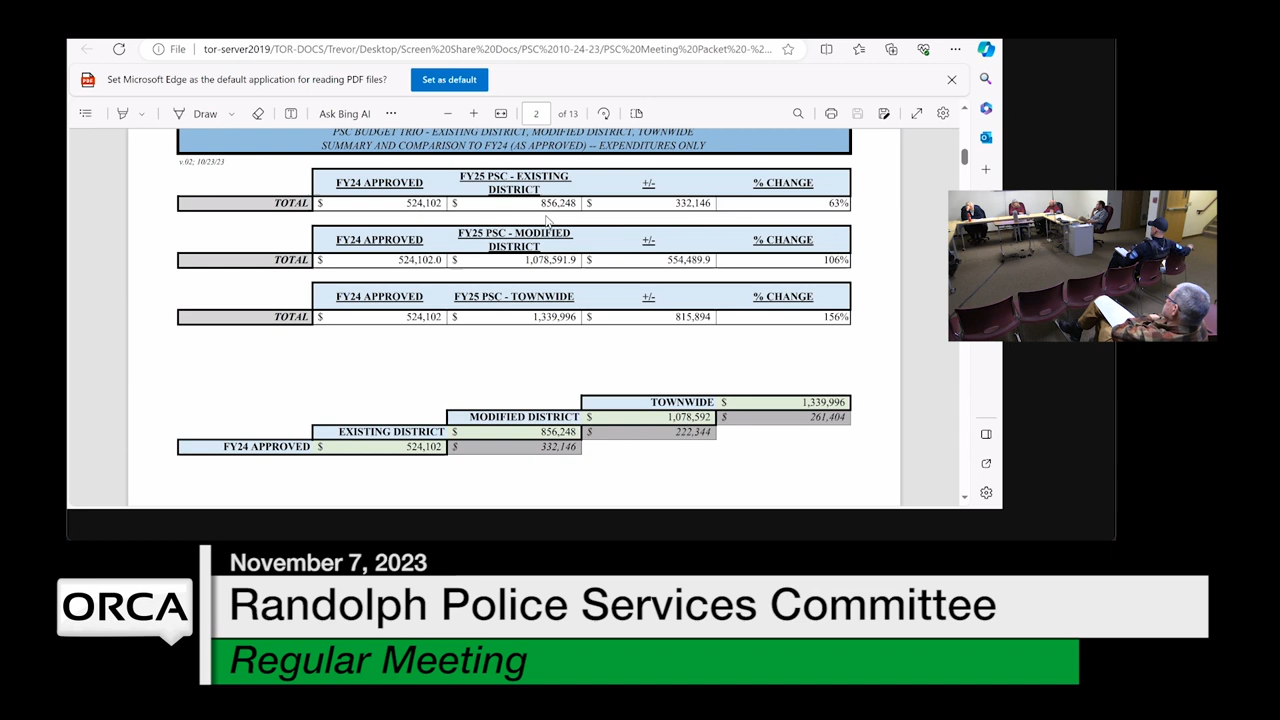 File tor-server2019/TOR-DOCS/Trevor/Desktop/Screen%20Share%20Docs/PSC%2010-24-23/PSC%20Meeting%20Packet%20-%2...
Set Microsoft Edge as the default application for reading PDF files? Set as default
Draw Ask Bing AI 2 of 13
PSC BUDGET TRIO - EXISTING DISTRICT, MODIFIED DISTRICT, TOWNWIDE
SUMMARY AND COMPARISON TO FY24 (AS APPROVED) -- EXPENDITURES ONLY
v.02; 10/23/23
FY24 APPROVED FY25 PSC - EXISTING DISTRICT +/- % CHANGE
TOTAL $ 524,102 $ 856,248 $ 332,146 63%
FY24 APPROVED FY25 PSC - MODIFIED DISTRICT +/- % CHANGE
TOTAL $ 524,102.0 $ 1,078,591.9 $ 554,489.9 106%
FY24 APPROVED FY25 PSC - TOWNWIDE +/- % CHANGE
TOTAL $ 524,102 $ 1,339,996 $ 815,894 156%
TOWNWIDE $ 1,339,996
MODIFIED DISTRICT $ 1,078,592 $ 261,404
EXISTING DISTRICT $ 856,248 $ 222,344
FY24 APPROVED $ 524,102 $ 332,146
November 7, 2023
ORCA
Randolph Police Services Committee
Regular Meeting